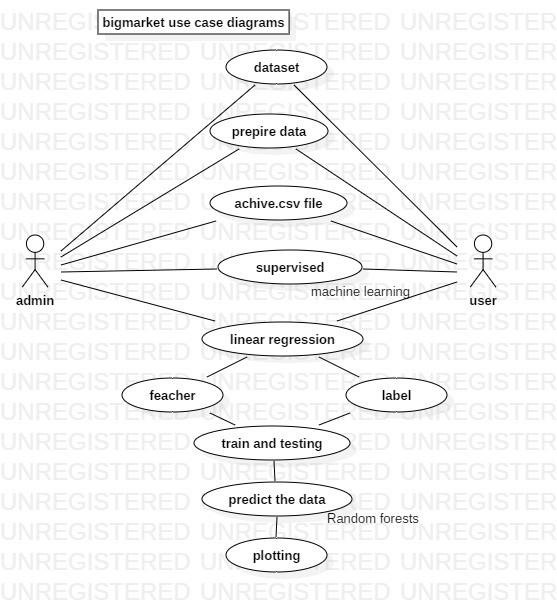 bigmarket use case diagrams
dataset
prepire data
achive.csv file
supervised
machine learning
admin
user
linear regression
feacher
label
train and testing
predict the data
Random forests
plotting
UNREGISTERED